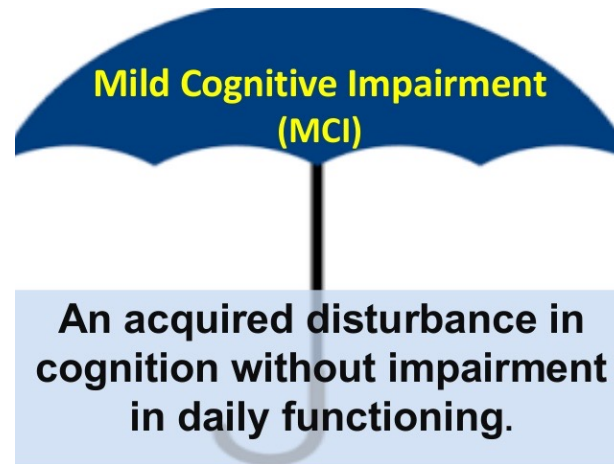 Mild Cognitive Impairment
(MCI)
An acquired disturbance in
cognition without impairment
in daily functioning.